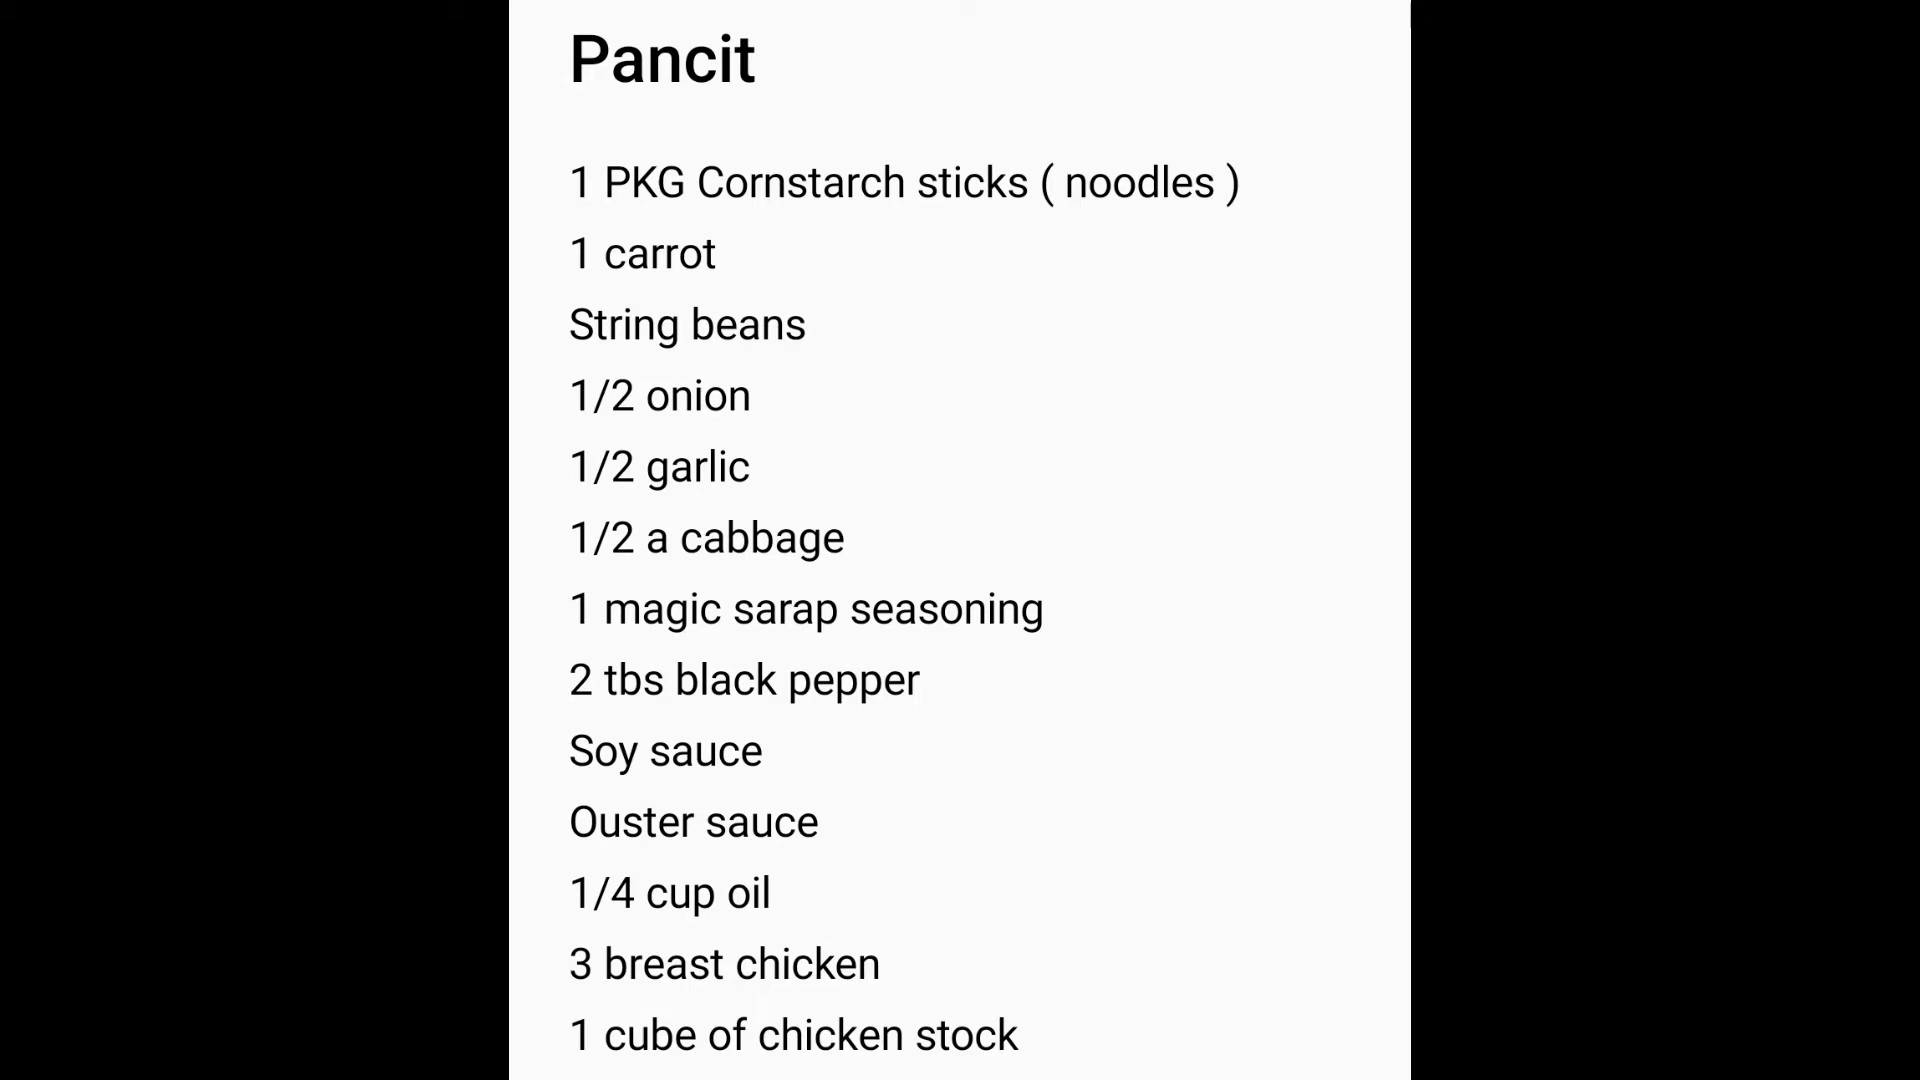 Pancit
1 PKG Cornstarch sticks ( noodles )
1 carrot
String beans
1/2 onion
1/2 garlic
1/2 a cabbage
1 magic sarap seasoning
2 tbs black pepper
Soy sauce
Ouster sauce
1/4 cup oil
3 breast chicken
1 cube of chicken stock